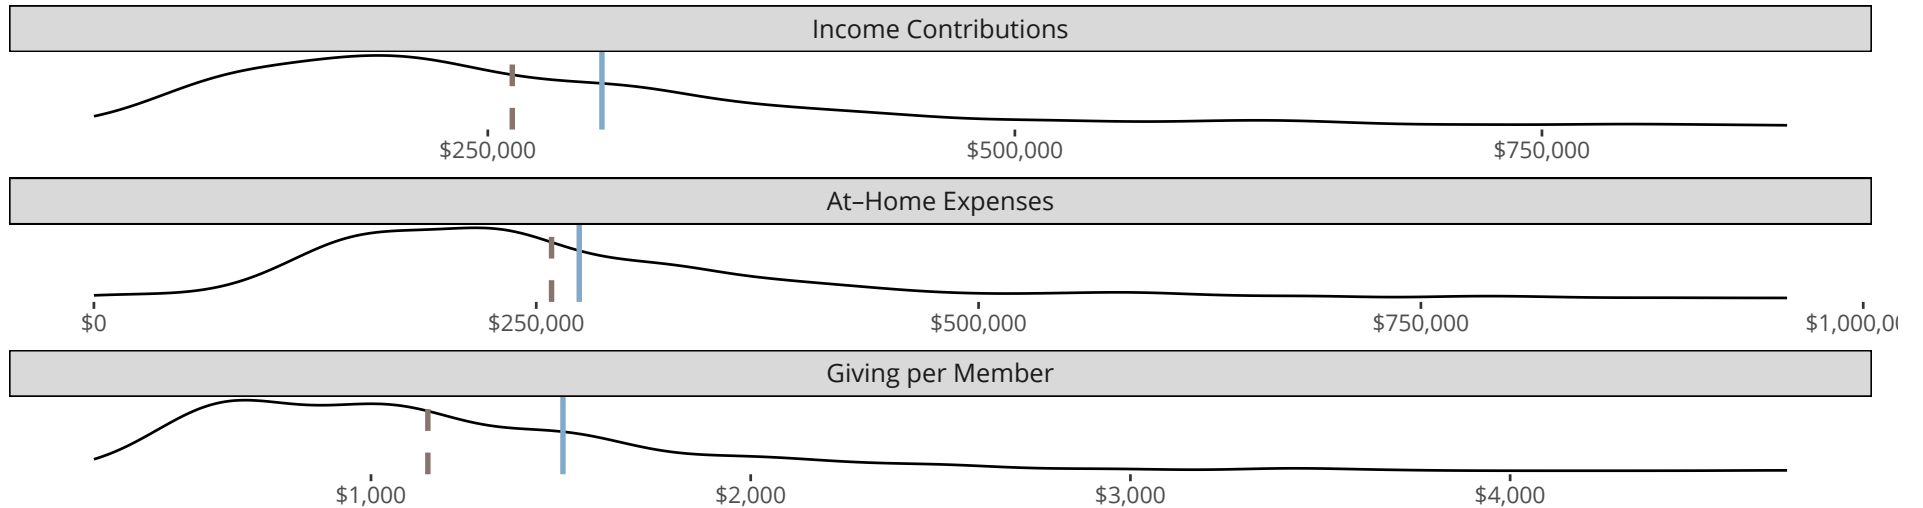 Income Contributions
$250,000 $500,000 $750,000
At–Home Expenses
$0 $250,000 $500,000 $750,000
Giving per Member
$1,000 $2,000 $3,000 $4,000